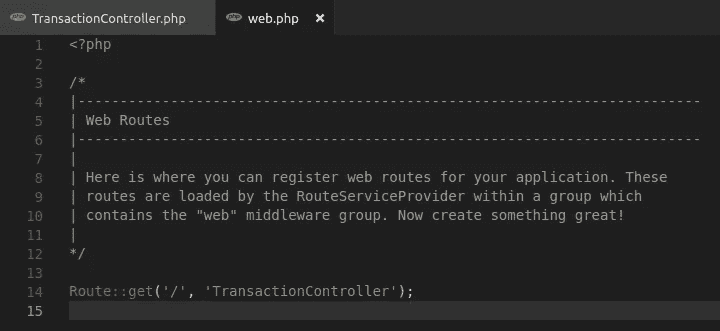 TransactionController.php web.php ×
1 <?php
2
3 /*
4 |--------------------------------------------------------------------------
5 | Web Routes
6 |--------------------------------------------------------------------------
7 |
8 | Here is where you can register web routes for your application. These
9 | routes are loaded by the RouteServiceProvider within a group which
10 | contains the "web" middleware group. Now create something great!
11 |
12 */
13
14 Route::get('/', 'TransactionController');
15